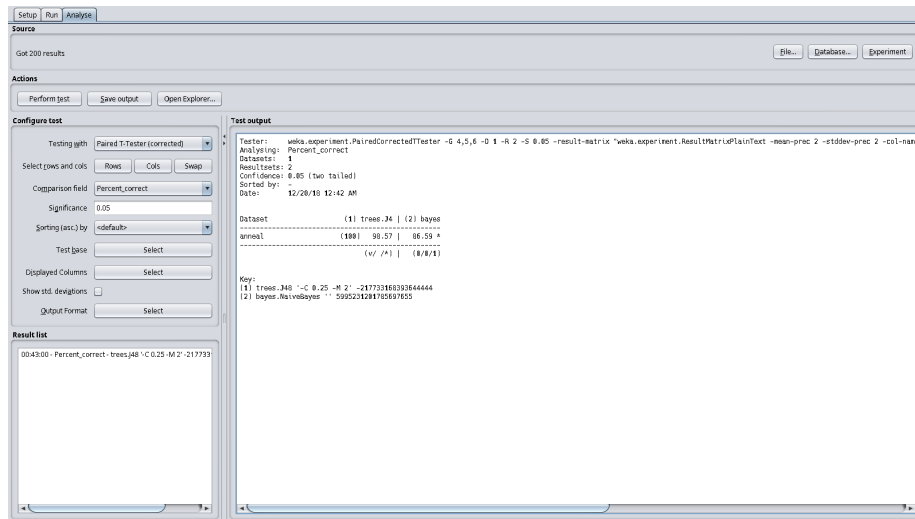 Setup Run Analyse
Source
Got 200 results
File... Database... Experiment
Actions
Perform test Save output Open Explorer...
Configure test
Testing with Paired T-Tester (corrected)
Select rows and cols Rows Cols Swap
Comparison field Percent_correct
Significance 0.05
Sorting (asc.) by <default>
Test base Select
Displayed Columns Select
Show std. deviations
Output Format Select
Result list
00:43:00 - Percent_correct - trees.J48 '-C 0.25 -M 2' -217733
Test output
Tester: weka.experiment.PairedCorrectedTTester -G 4,5,6 -D 1 -R 2 -S 0.05 -result-matrix "weka.experiment.ResultMatrixPlainText -mean-prec 2 -stddev-prec 2 -col-nam
Analysing: Percent_correct
Datasets: 1
Resultsets: 2
Confidence: 0.05 (two tailed)
Sorted by: -
Date: 12/20/18 12:42 AM
Dataset (1) trees.J4 | (2) bayes
anneal (100) 98.57 | 86.59 *
(v/ /*) | (0/0/1)
Key:
(1) trees.J48 '-C 0.25 -M 2' -217733168393644444
(2) bayes.NaiveBayes '' 5995231201785697655